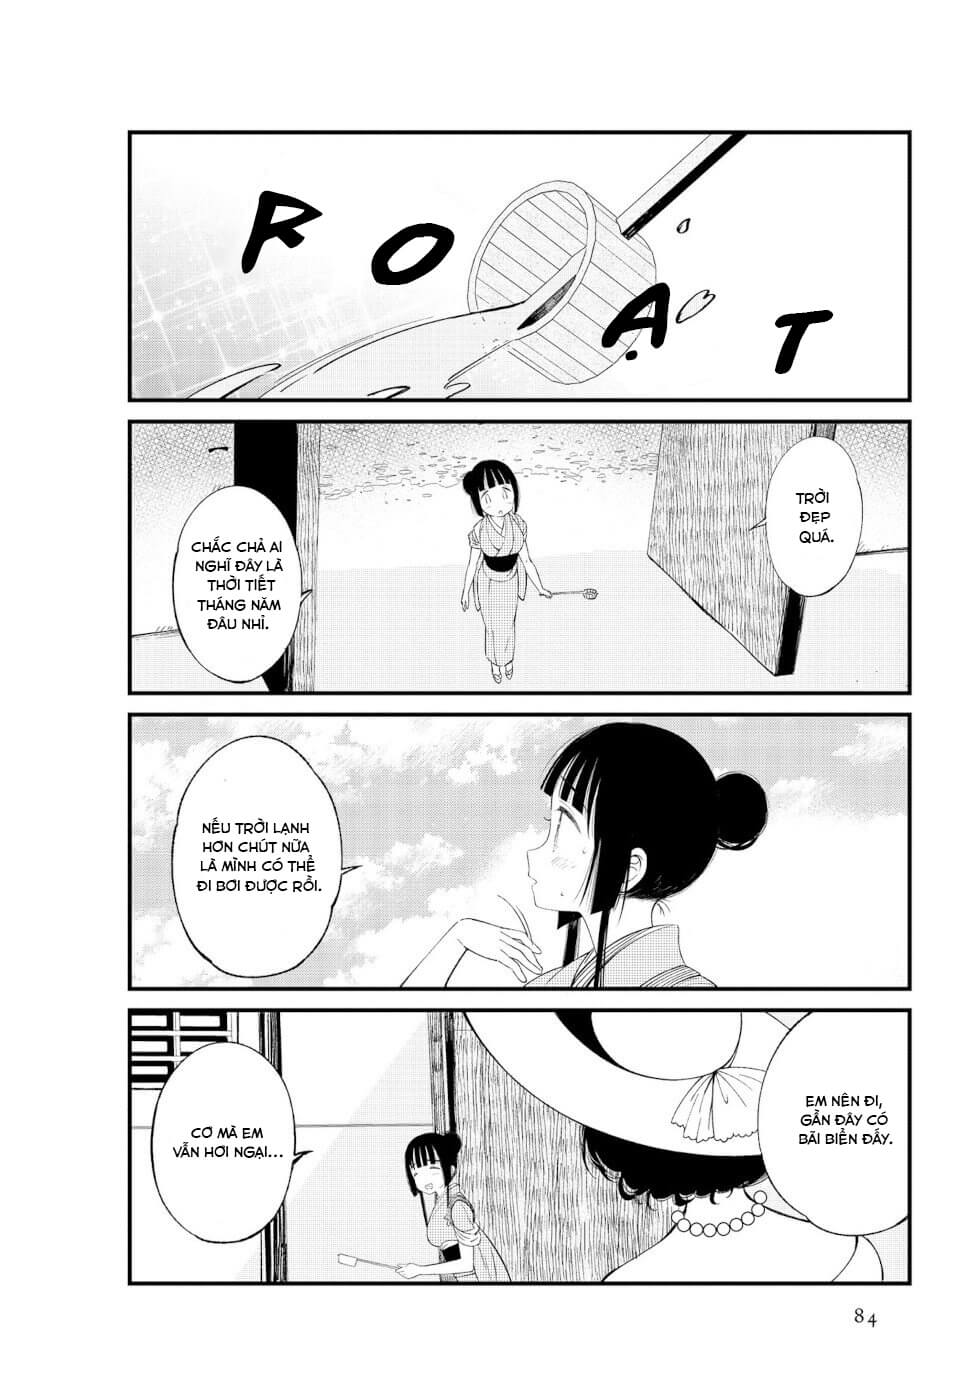 ROẠT
TRỜI
ĐẸP
QUÁ.
CHẮC CHẢ AI
NGHĨ ĐÂY LÀ
THỜI TIẾT
THÁNG NĂM
ĐÂU NHỈ.
NẾU TRỜI LẠNH
HƠN CHÚT NỮA
LÀ MÌNH CÓ THỂ
ĐI BƠI ĐƯỢC RỒI.
EM NÊN ĐI,
GẦN ĐÂY CÓ
BÃI BIỂN ĐẤY.
CƠ MÀ EM
VẪN HƠI NGẠI...
84